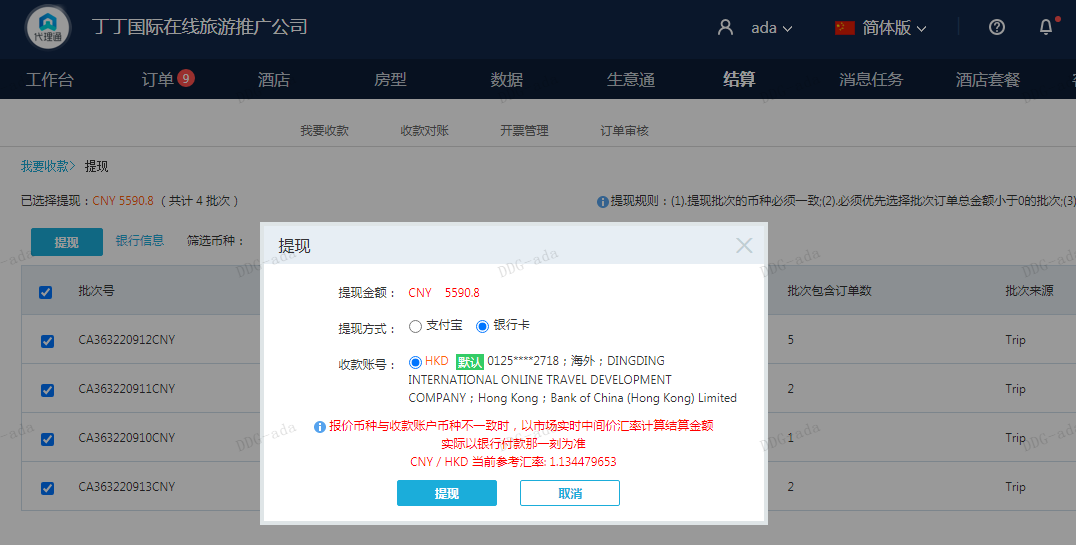 代理通
丁丁国际在线旅游推广公司
ada
简体版
工作台 订单 9 酒店 房型 数据 生意通 结算 消息任务 酒店套餐
我要收款 收款对账 开票管理 订单审核
我要收款> 提现
已选择提现：CNY 5590.8 （ 共计 4 批次 ）
提现规则：(1).提现批次的币种必须一致;(2).必须优先选择批次订单总金额小于0的批次;(3)
提现 银行信息 筛选币种：
批次号 批次包含订单数 批次来源
CA363220912CNY 5 Trip
CA363220911CNY 2 Trip
CA363220910CNY 1 Trip
CA363220913CNY 2 Trip
提现
提现金额： CNY 5590.8
提现方式： 支付宝 银行卡
收款账号： HKD 默认 0125****2718；海外；DINGDING
INTERNATIONAL ONLINE TRAVEL DEVELOPMENT
COMPANY；Hong Kong；Bank of China (Hong Kong) Limited
报价币种与收款账户币种不一致时，以市场实时中间价汇率计算结算金额
实际以银行付款那一刻为准
CNY / HKD 当前参考汇率: 1.134479653
提现 取消
DDG-ada
DDG-ada
DDG-ada
DDG-ada